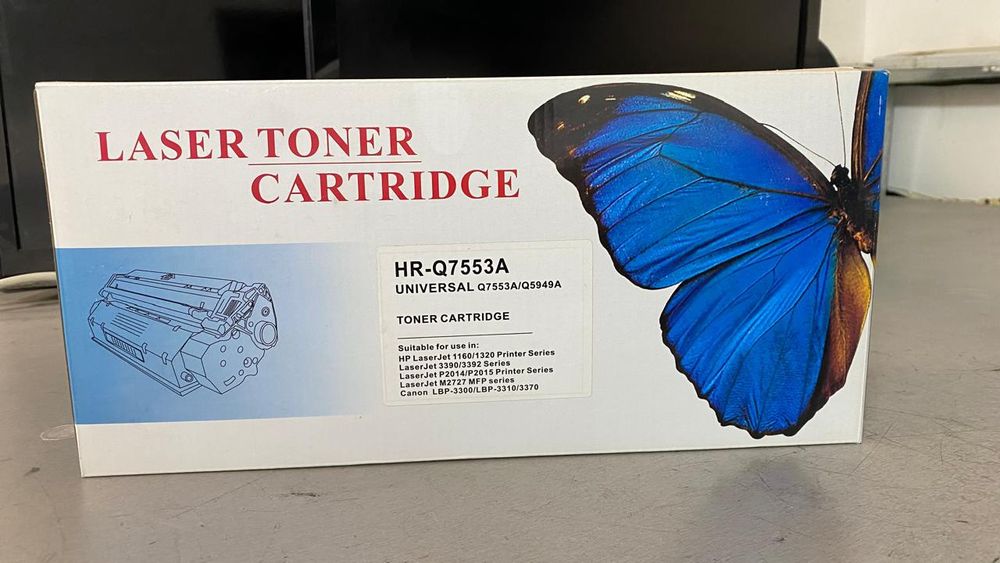 LASER TONER
CARTRIDGE
HR-Q7553A
UNIVERSAL Q7553A/Q5949A
TONER CARTRIDGE
Suitable for use in:
HP LaserJet 1160/1320 Printer Series
LaserJet 3390/3392 Series
LaserJet P2014/P2015 Printer Series
LaserJet M2727 MFP series
Canon LBP-3300/LBP-3310/3370